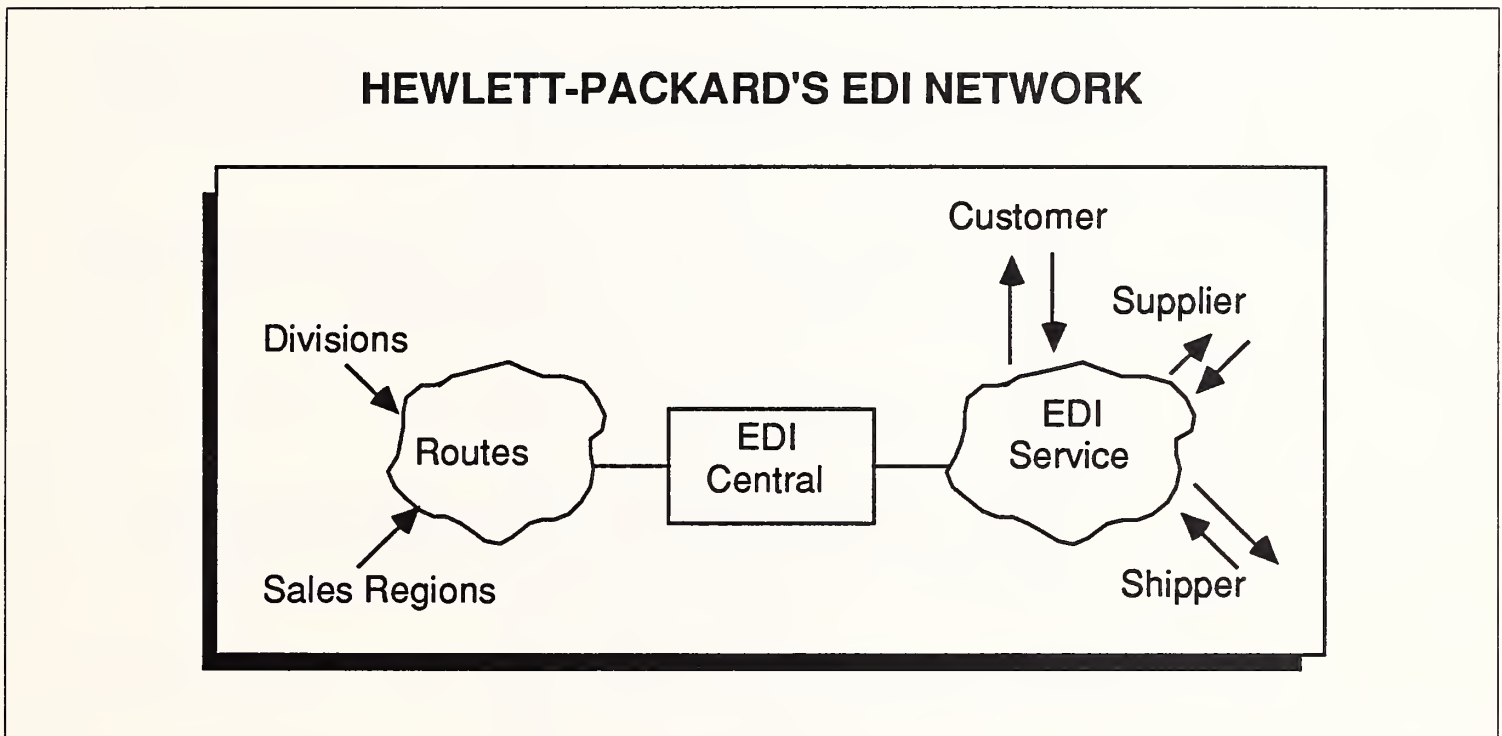 HEWLETT-PACKARD'S EDI NETWORK
Customer
Supplier
Divisions
Routes
EDI
Central
EDI
Service
Sales Regions
Shipper